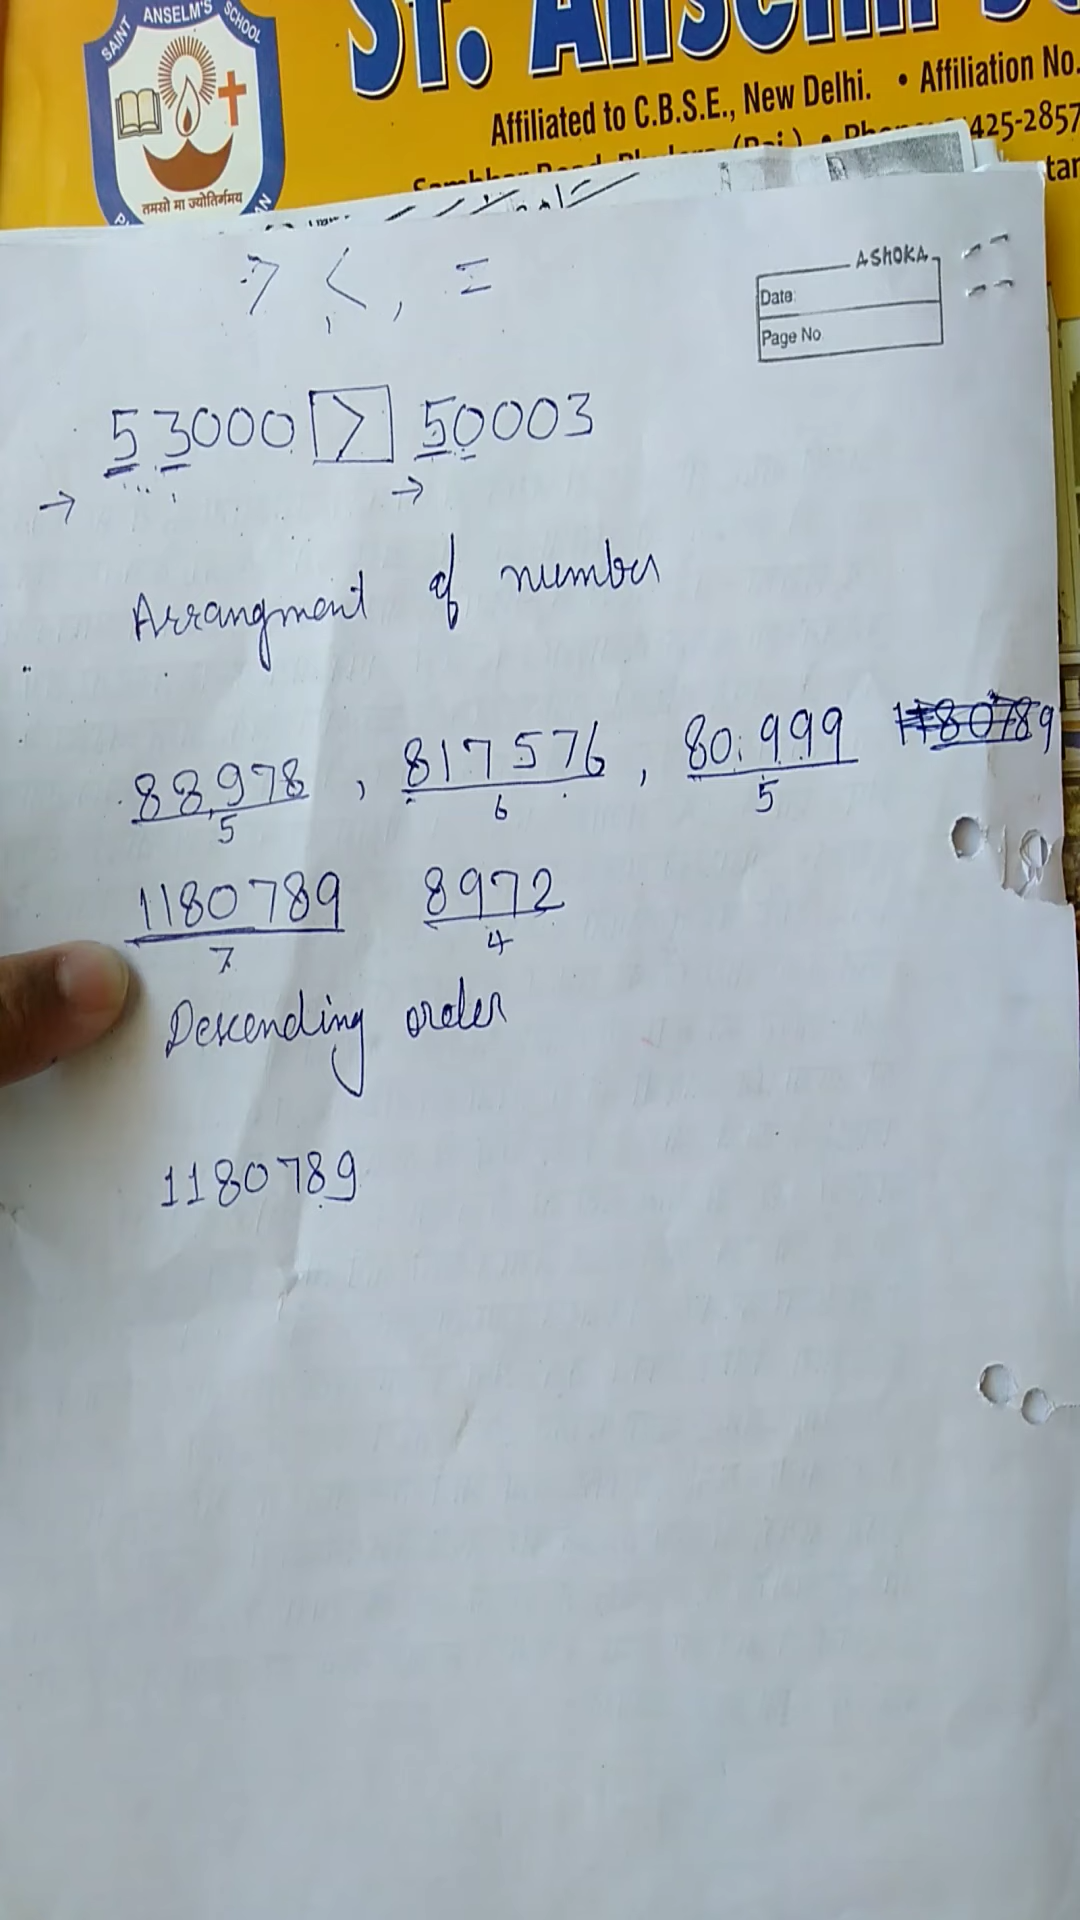 SAINT ANSELM'S SCHOOL
तमसो मा ज्योतिर्गमय
St. Anselm
Affiliated to C.B.S.E., New Delhi. • Affiliation No.
425-2857
> < , =
ASHOKA
Date:
Page No
53000 > 50003
Arrangment of number
88,978 , 817576 , 80,999
5 6 5
1180789 8972
7 4
Descending order
1180789